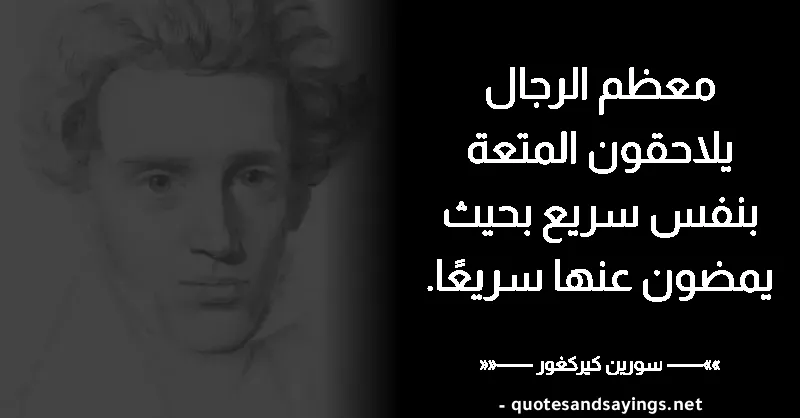 معظم الرجال
يلاحقون المتعة
بنفس سريع بحيث
يمضون عنها سريعًا.
»»—— سورين كيركغور ——««
- quotesandsayings.net